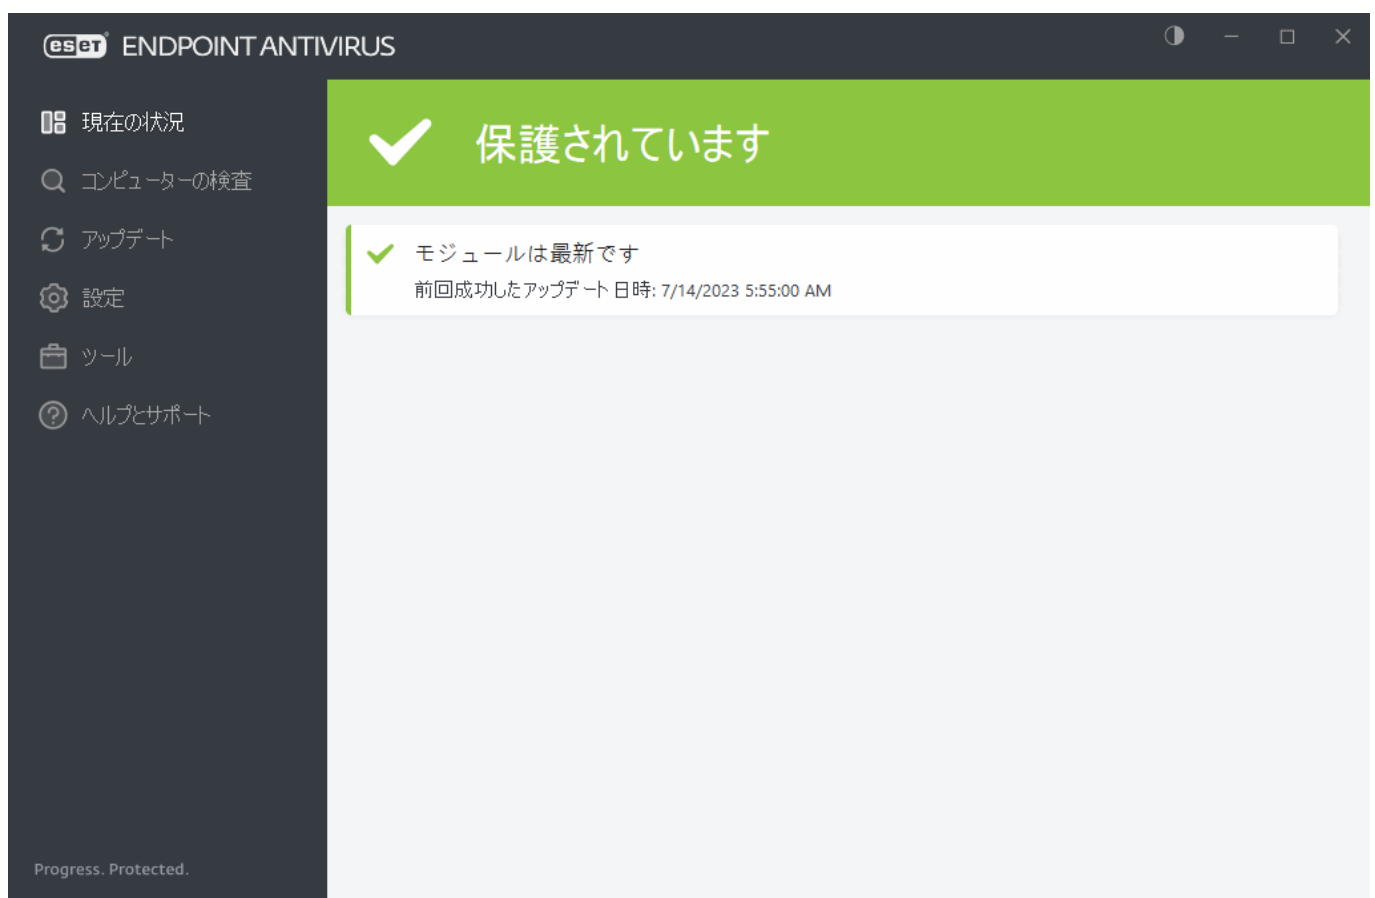 eset ENDPOINT ANTIVIRUS
現在の状況
コンピューターの検査
アップデート
設定
ツール
ヘルプとサポート
Progress. Protected.
保護されています
モジュールは最新です
前回成功したアップデート日時: 7/14/2023 5:55:00 AM